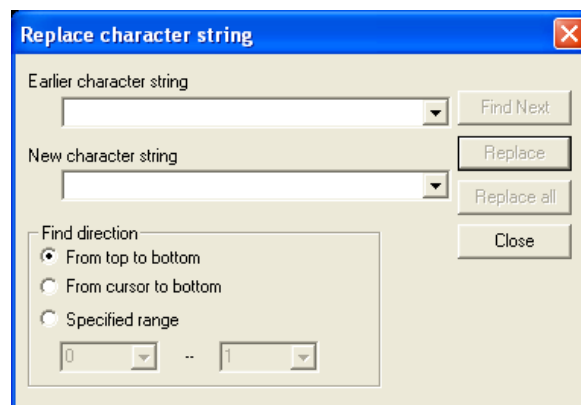 Replace character string
Earlier character string
Find Next
Replace
New character string
Replace all
Find direction
Close
From top to bottom
From cursor to bottom
Specified range
0 -- 1